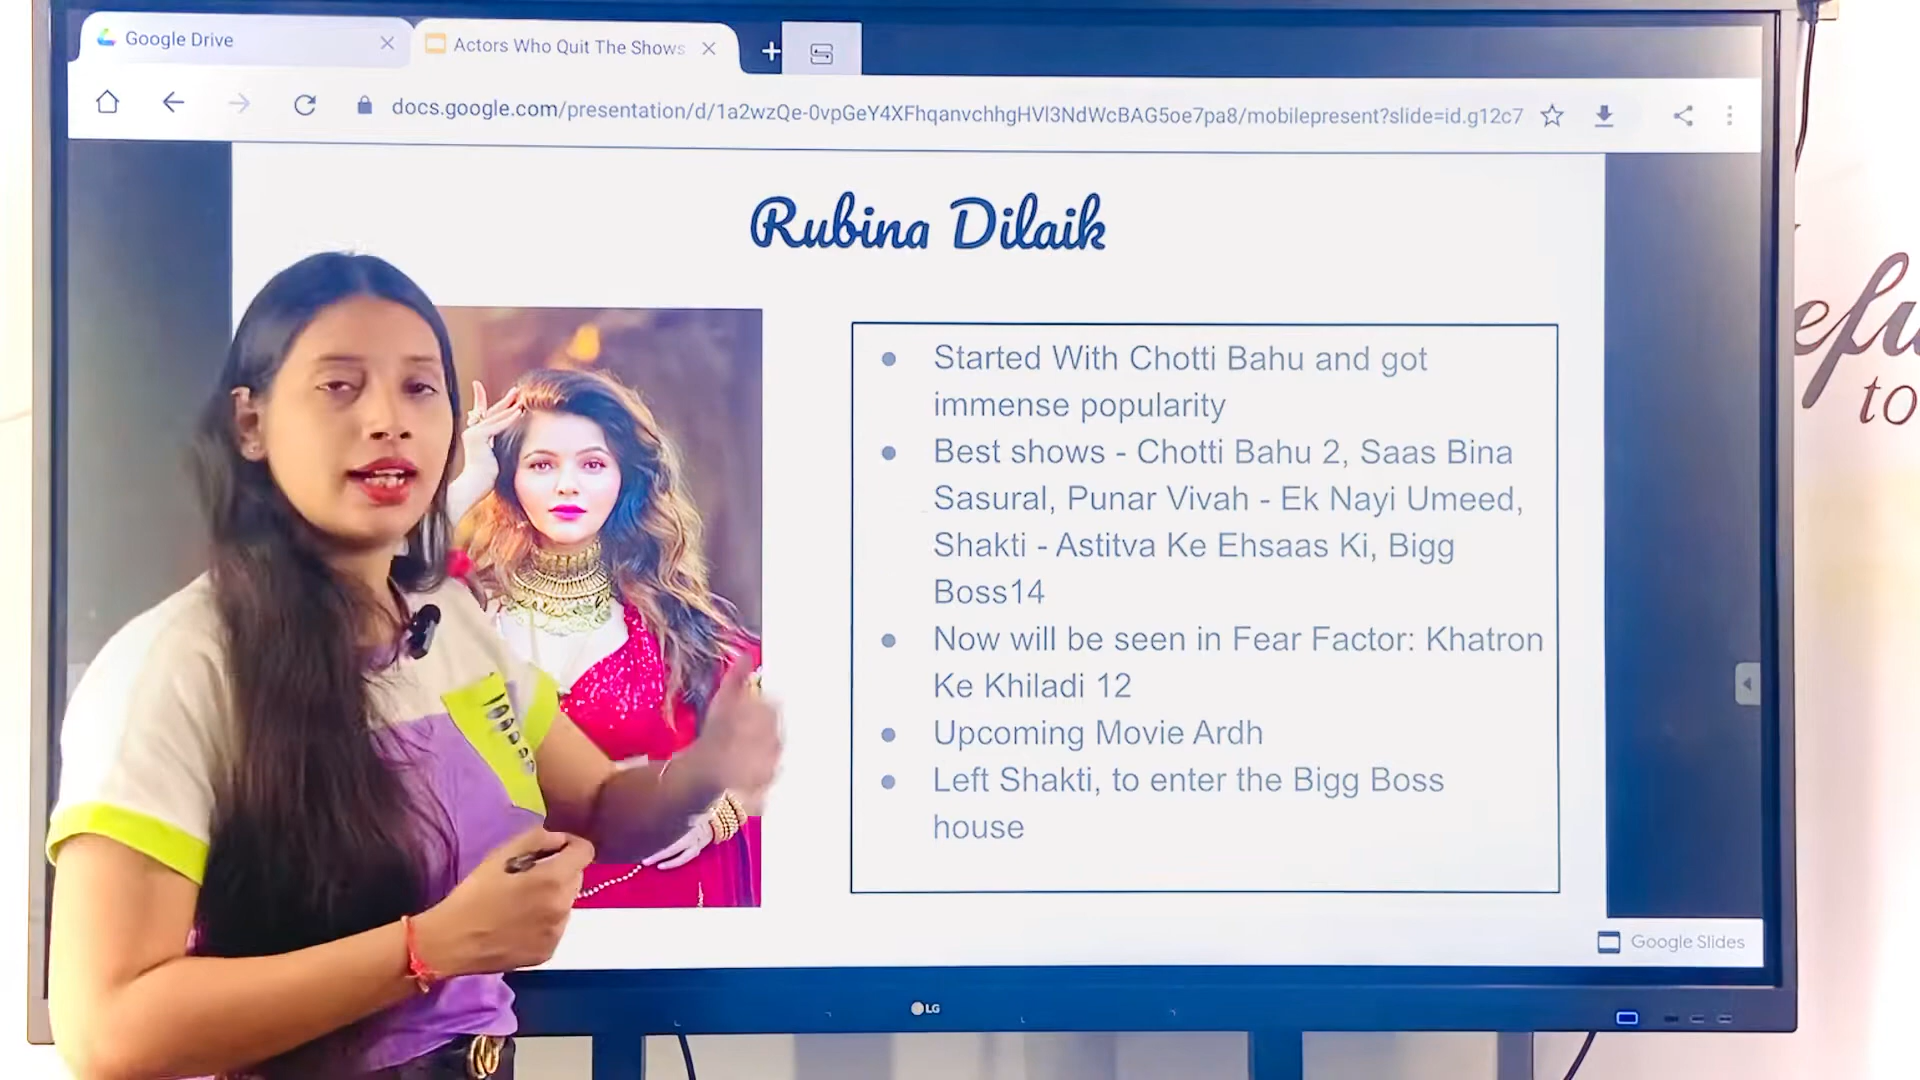 Google Drive
Actors Who Quit The Shows
docs.google.com/presentation/d/1a2wzQe-0vpGeY4XFhqanvchhgHVl3NdWcBAG5oe7pa8/mobilepresent?slide=id.g12c7
Rubina Dilaik
Started With Chotti Bahu and got
immense popularity
Best shows - Chotti Bahu 2, Saas Bina
Sasural, Punar Vivah - Ek Nayi Umeed,
Shakti - Astitva Ke Ehsaas Ki, Bigg
Boss14
Now will be seen in Fear Factor: Khatron
Ke Khiladi 12
Upcoming Movie Ardh
Left Shakti, to enter the Bigg Boss
house
Google Slides
LG
to